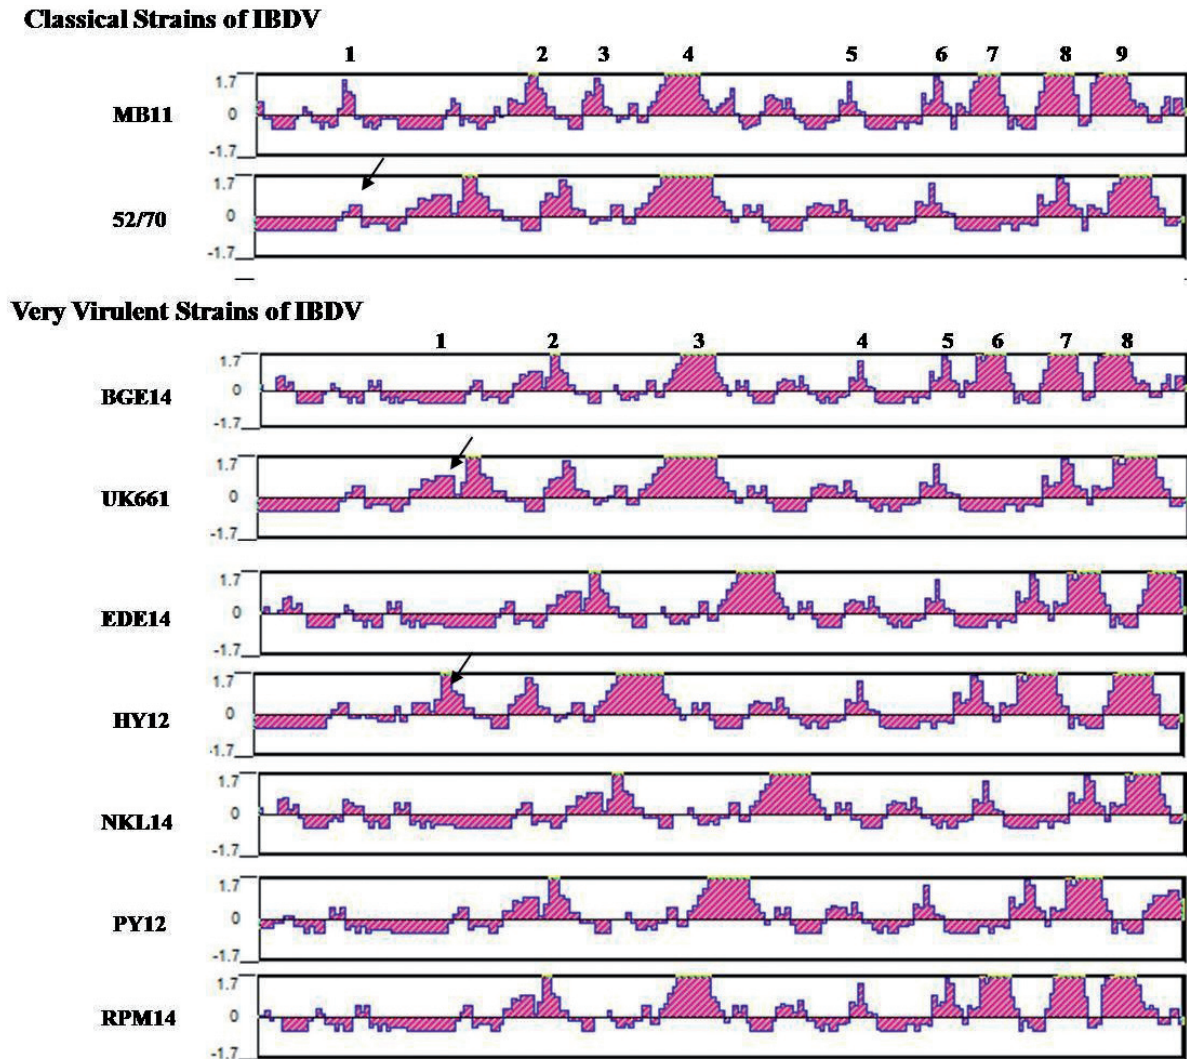 Classical Strains of IBDV
1 2 3 4 5 6 7 8 9
1.7
MB11 0
-1.7
1.7
52/70 0
-1.7
Very Virulent Strains of IBDV
1 2 3 4 5 6 7 8
1.7
BGE14 0
-1.7
1.7
UK661 0
-1.7
1.7
EDE14 0
-1.7
1.7
HY12 0
-1.7
1.7
NKL14 0
-1.7
1.7
PY12 0
-1.7
1.7
RPM14 0
-1.7